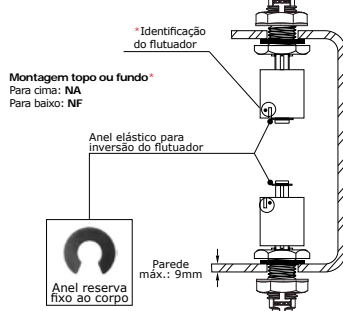 *Identificação
do flutuador
Montagem topo ou fundo*
Para cima: NA
Para baixo: NF
Anel elástico para
inversão do flutuador
Anel reserva
fixo ao corpo
Parede
máx.: 9mm